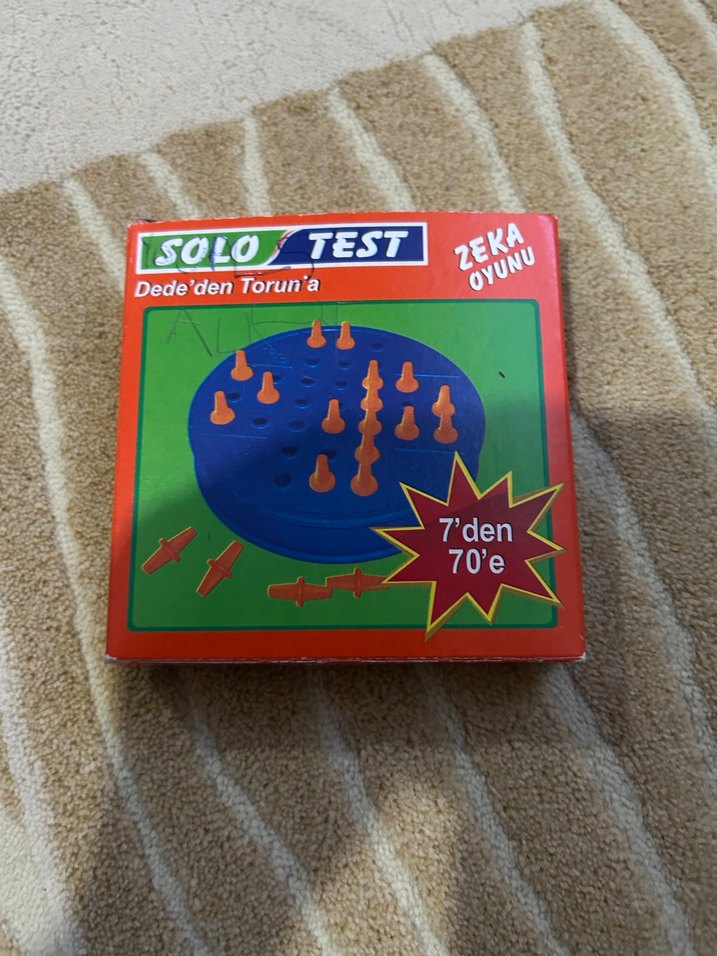 SOLO TEST
ZEKA
OYUNU
Dede'den Torun'a
7'den
70'e